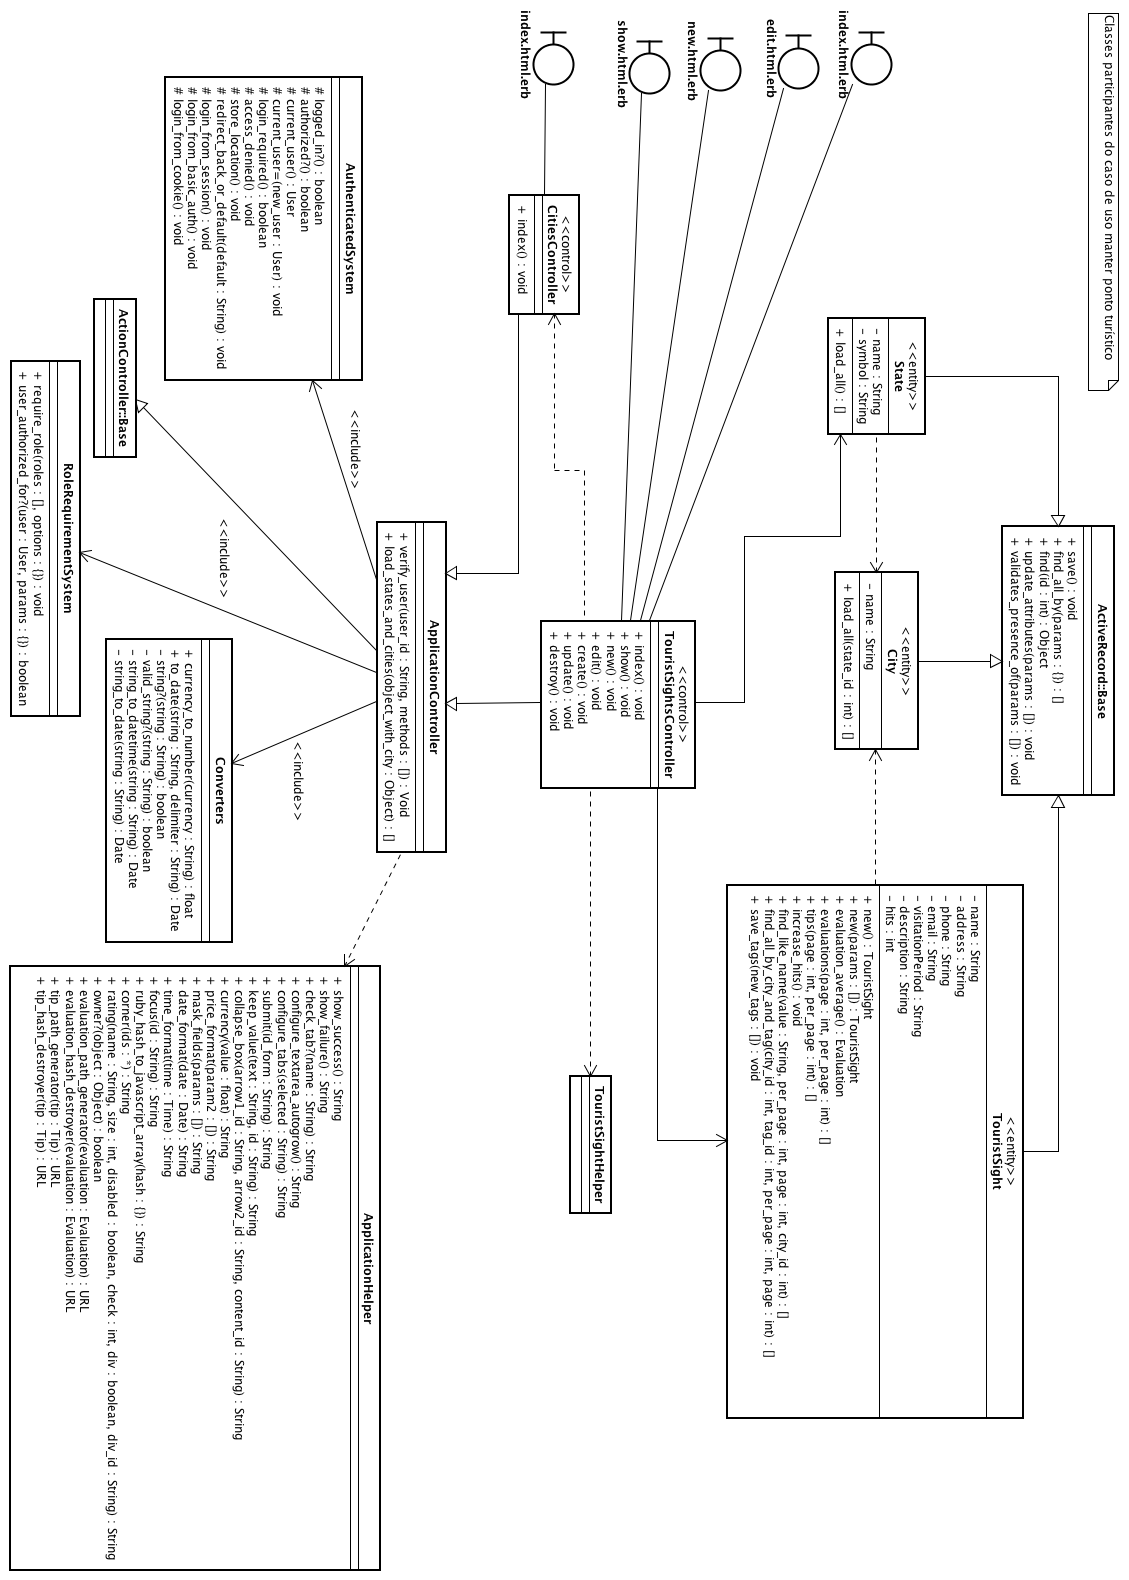 Classes participantes do caso de uso manter ponto turístico
index.html.erb
show.html.erb
new.html.erb
edit.html.erb
index.html.erb
<<entity>>
State
- name : String
- symbol : String
+ load_all() : []
ActiveRecord::Base
+ save() : void
+ find_all_by(params : {}) : []
+ find(id : int) : Object
+ update_attributes(params : []) : void
+ validates_presence_of(params : []) : void
<<entity>>
City
- name : String
+ load_all(state_id : int) : []
<<entity>>
TouristSight
- name : String
- address : String
- phone : String
- email : String
- visitationPeriod : String
- description : String
- hits : int
+ new() : TouristSight
+ new(params : []) : TouristSight
+ evaluation_average() : Evaluation
+ evaluations(page : int, per_page : int) : []
+ tips(page : int, per_page : int) : []
+ increase_hits() : void
+ find_like_name(value : String, per_page : int, page : int, city_id : int) : []
+ find_all_by_city_and_tag(city_id : int, tag_id : int, per_page : int, page : int) : []
+ save_tags(new_tags : []) : void
<<control>>
CitiesController
+ index() : void
<<control>>
TouristSightsController
+ index() : void
+ show() : void
+ new() : void
+ edit() : void
+ create() : void
+ update() : void
+ destroy() : void
TouristSightHelper
AuthenticatedSystem
# logged_in?() : boolean
# authorized?() : boolean
# current_user() : User
# current_user=(new_user : User) : void
# login_required() : boolean
# access_denied() : void
# store_location() : void
# redirect_back_or_default(default : String) : void
# login_from_session() : void
# login_from_basic_auth() : void
# login_from_cookie() : void
<<include>>
ApplicationController
+ verify_user(user_id : String, methods : []) : Void
+ load_states_and_cities(object_with_city : Object) : []
ActionController::Base
<<include>>
RoleRequirementSystem
+ require_role(roles : [], options : {}) : void
+ user_authorized_for?(user : User, params : {}) : boolean
<<include>>
Converters
+ currency_to_number(currency : String) : float
+ to_date(string : String, delimiter : String) : Date
- string?(string : String) : boolean
- valid_string?(string : String) : boolean
- string_to_datetime(string : String) : Date
- string_to_date(string : String) : Date
ApplicationHelper
+ show_success() : String
+ show_failure() : String
+ check_tab?(name : String) : String
+ configure_textarea_autogrow() : String
+ configure_tabs(selected : String) : String
+ submit(id_form : String) : String
+ keep_value(text : String, id : String) : String
+ collapse_box(arrow1_id : String, arrow2_id : String, content_id : String) : String
+ currency(value : float) : String
+ price_format(param2 : []) : String
+ mask_fields(params : []) : String
+ date_format(date : Date) : String
+ time_format(time : Time) : String
+ focus(id : String) : String
+ ruby_hash_to_javascript_array(hash : {}) : String
+ corner(ids : *) : String
+ rating(name : String, size : int, disabled : boolean, check : int, div : boolean, div_id : String) : String
+ owner?(object : Object) : boolean
+ evaluation_path_generator(evaluation : Evaluation) : URL
+ evaluation_hash_destroyer(evaluation : Evaluation) : URL
+ tip_path_generator(tip : Tip) : URL
+ tip_hash_destroyer(tip : Tip) : URL